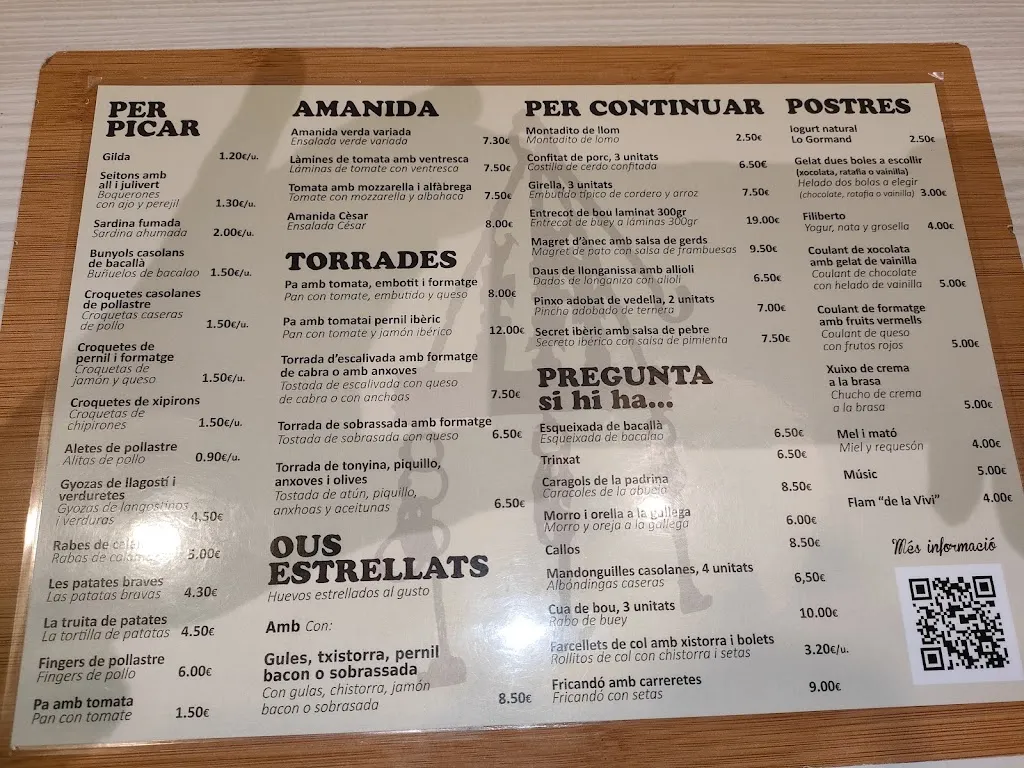 PER
PICAR
Gilda 1.20€/u.
Seitons amb
all i julivert
Boquerones
con ajo y perejil 1.30€/u.
Sardina fumada
Sardina ahumada 2.00€/u.
Bunyols casolans
de bacallà
Buñuelos de bacalao 1.50€/u.
Croquetes casolanes
de pollastre
Croquetas caseras
de pollo 1.50€/u.
Croquetes de
pernil i formatge
Croquetas de
jamón y queso 1.50€/u.
Croquetes de xipirons
Croquetas de
chipirones 1.50€/u.
Aletes de pollastre
Alitas de pollo 0.90€/u.
Gyozas de llagostí i
verduretes
Gyozas de langostinos
i verduras 4.50€
Rabes de
Rabas de
Les patates braves
Las patatas bravas 4.30€
La truita de patates
La tortilla de patatas 4.50€
Fingers de pollastre
Fingers de pollo 6.00€
Pa amb tomata
Pan con tomate 1.50€
AMANIDA
Amanida verda variada
Ensalada verde variada 7.30€
Làmines de tomata amb ventresca
Láminas de tomate con ventresca 7.50€
Tomata amb mozzarella i alfàbrega
Tomate con mozzarella y albahaca 7.50€
Amanida Cèsar
Ensalada César 8.00€
TORRADES
Pa amb tomata, embotit i formatge
Pan con tomate, embutido y queso 8.00€
Pa amb tomatai pernil ibèric
Pan con tomate y jamón ibérico 12.00€
Torrada d'escalivada amb formatge
de cabra o amb anxoves
Tostada de escalivada con queso
de cabra o con anchoas 7.50€
Torrada de sobrassada amb formatge
Tostada de sobrasada con queso 6.50€
Torrada de tonyina, piquillo,
anxoves i olives
Tostada de atún, piquillo,
anxhoas y aceitunas 6.50€
OUS
ESTRELLATS
Huevos estrellados al gusto
Amb Con:
Gules, txistorra, pernil
bacon o sobrassada
Con gulas, chistorra, jamón
bacon o sobrasada 8.50€
PER CONTINUAR
Montadito de llom
Montadito de lomo 2.50€
Confitat de porc, 3 unitats
Costilla de cerdo confitada 6.50€
Girella, 3 unitats
Embutido típico de cordero y arroz 7.50€
Entrecot de bou laminat 300gr
Entrecot de buey a láminas 300gr 19.00€
Magret d'ànec amb salsa de gerds
Magret de pato con salsa de frambuesas 9.50€
Daus de llonganissa amb allioli
Dados de longaniza con alioli 6.50€
Pinxo adobat de vedella, 2 unitats
Pincho adobado de ternera 7.00€
Secret ibèric amb salsa de pebre
Secreto ibérico con salsa de pimienta 7.50€
PREGUNTA
si hi ha...
Esqueixada de bacallà
Esqueixada de bacalao 6.50€
Trinxat 6.50€
Caragols de la padrina
Caracoles de la abuela 8.50€
Morro i orella a la gallega
Morro y oreja a la gallega 6.00€
Callos 8.50€
Mandonguilles casolanes, 4 unitats
Albóndingas caseras 6,50€
Cua de bou, 3 unitats
Rabo de buey 10.00€
Farcellets de col amb xistorra i bolets
Rollitos de col con chistorra i setas 3.20€/u.
Fricandó amb carreretes
Fricandó con setas 9.00€
POSTRES
Iogurt natural
Lo Gormand 2.50€
Gelat dues boles a escollir
(xocolata, ratafia o vainilla)
Helado dos bolas a elegir
(chocolate, ratafia o vainilla) 3.00€
Filiberto
Yogur, nata y grosella 4.00€
Coulant de xocolata
amb gelat de vainilla
Coulant de chocolate
con helado de vainilla 5.00€
Coulant de formatge
amb fruits vermells
Coulant de queso
con frutos rojos 5.00€
Xuixo de crema
a la brasa
Chucho de crema
a la brasa 5.00€
Mel i mató
Miel y requesón 4.00€
Músic 5.00€
Flam "de la Vivi" 4.00€
Més informació